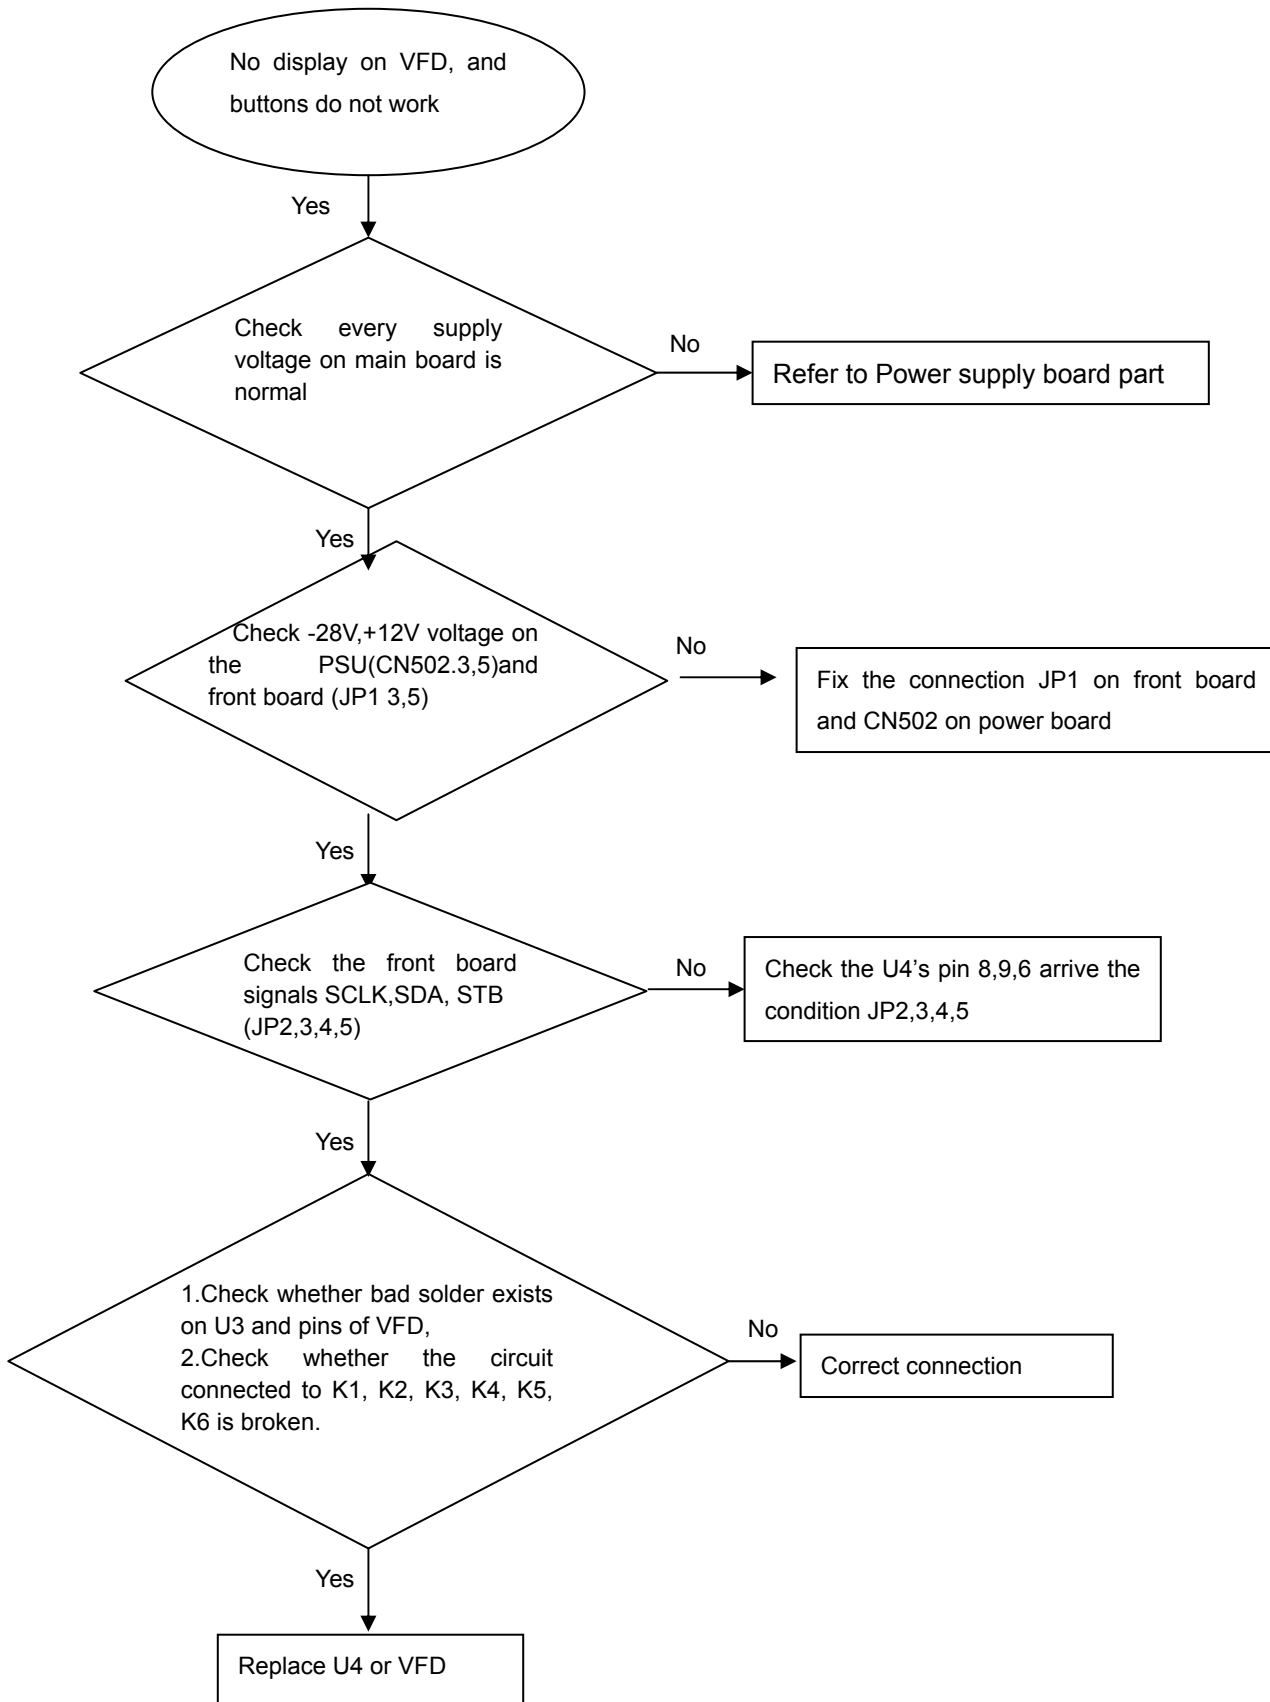 No display on VFD, and
buttons do not work
Yes
Check every supply
voltage on main board is
normal
No
Refer to Power supply board part
Yes
Check -28V,+12V voltage on
the PSU(CN502.3,5)and
front board (JP1 3,5)
No
Fix the connection JP1 on front board
and CN502 on power board
Yes
Check the front board
signals SCLK,SDA, STB
(JP2,3,4,5)
No
Check the U4’s pin 8,9,6 arrive the
condition JP2,3,4,5
Yes
1.Check whether bad solder exists
on U3 and pins of VFD,
2.Check whether the circuit
connected to K1, K2, K3, K4, K5,
K6 is broken.
No
Correct connection
Yes
Replace U4 or VFD